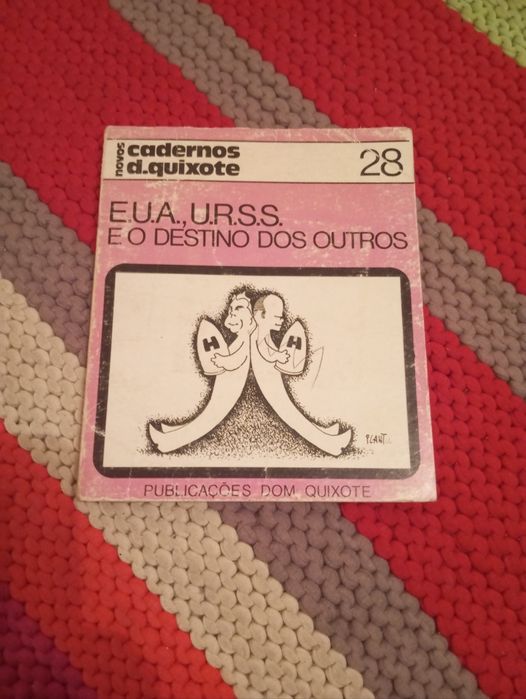 novos
cadernos
d.quixote
28
E.U.A., U.R.S.S.
E O DESTINO DOS OUTROS
H
H
PLANTU
PUBLICAÇÕES DOM QUIXOTE